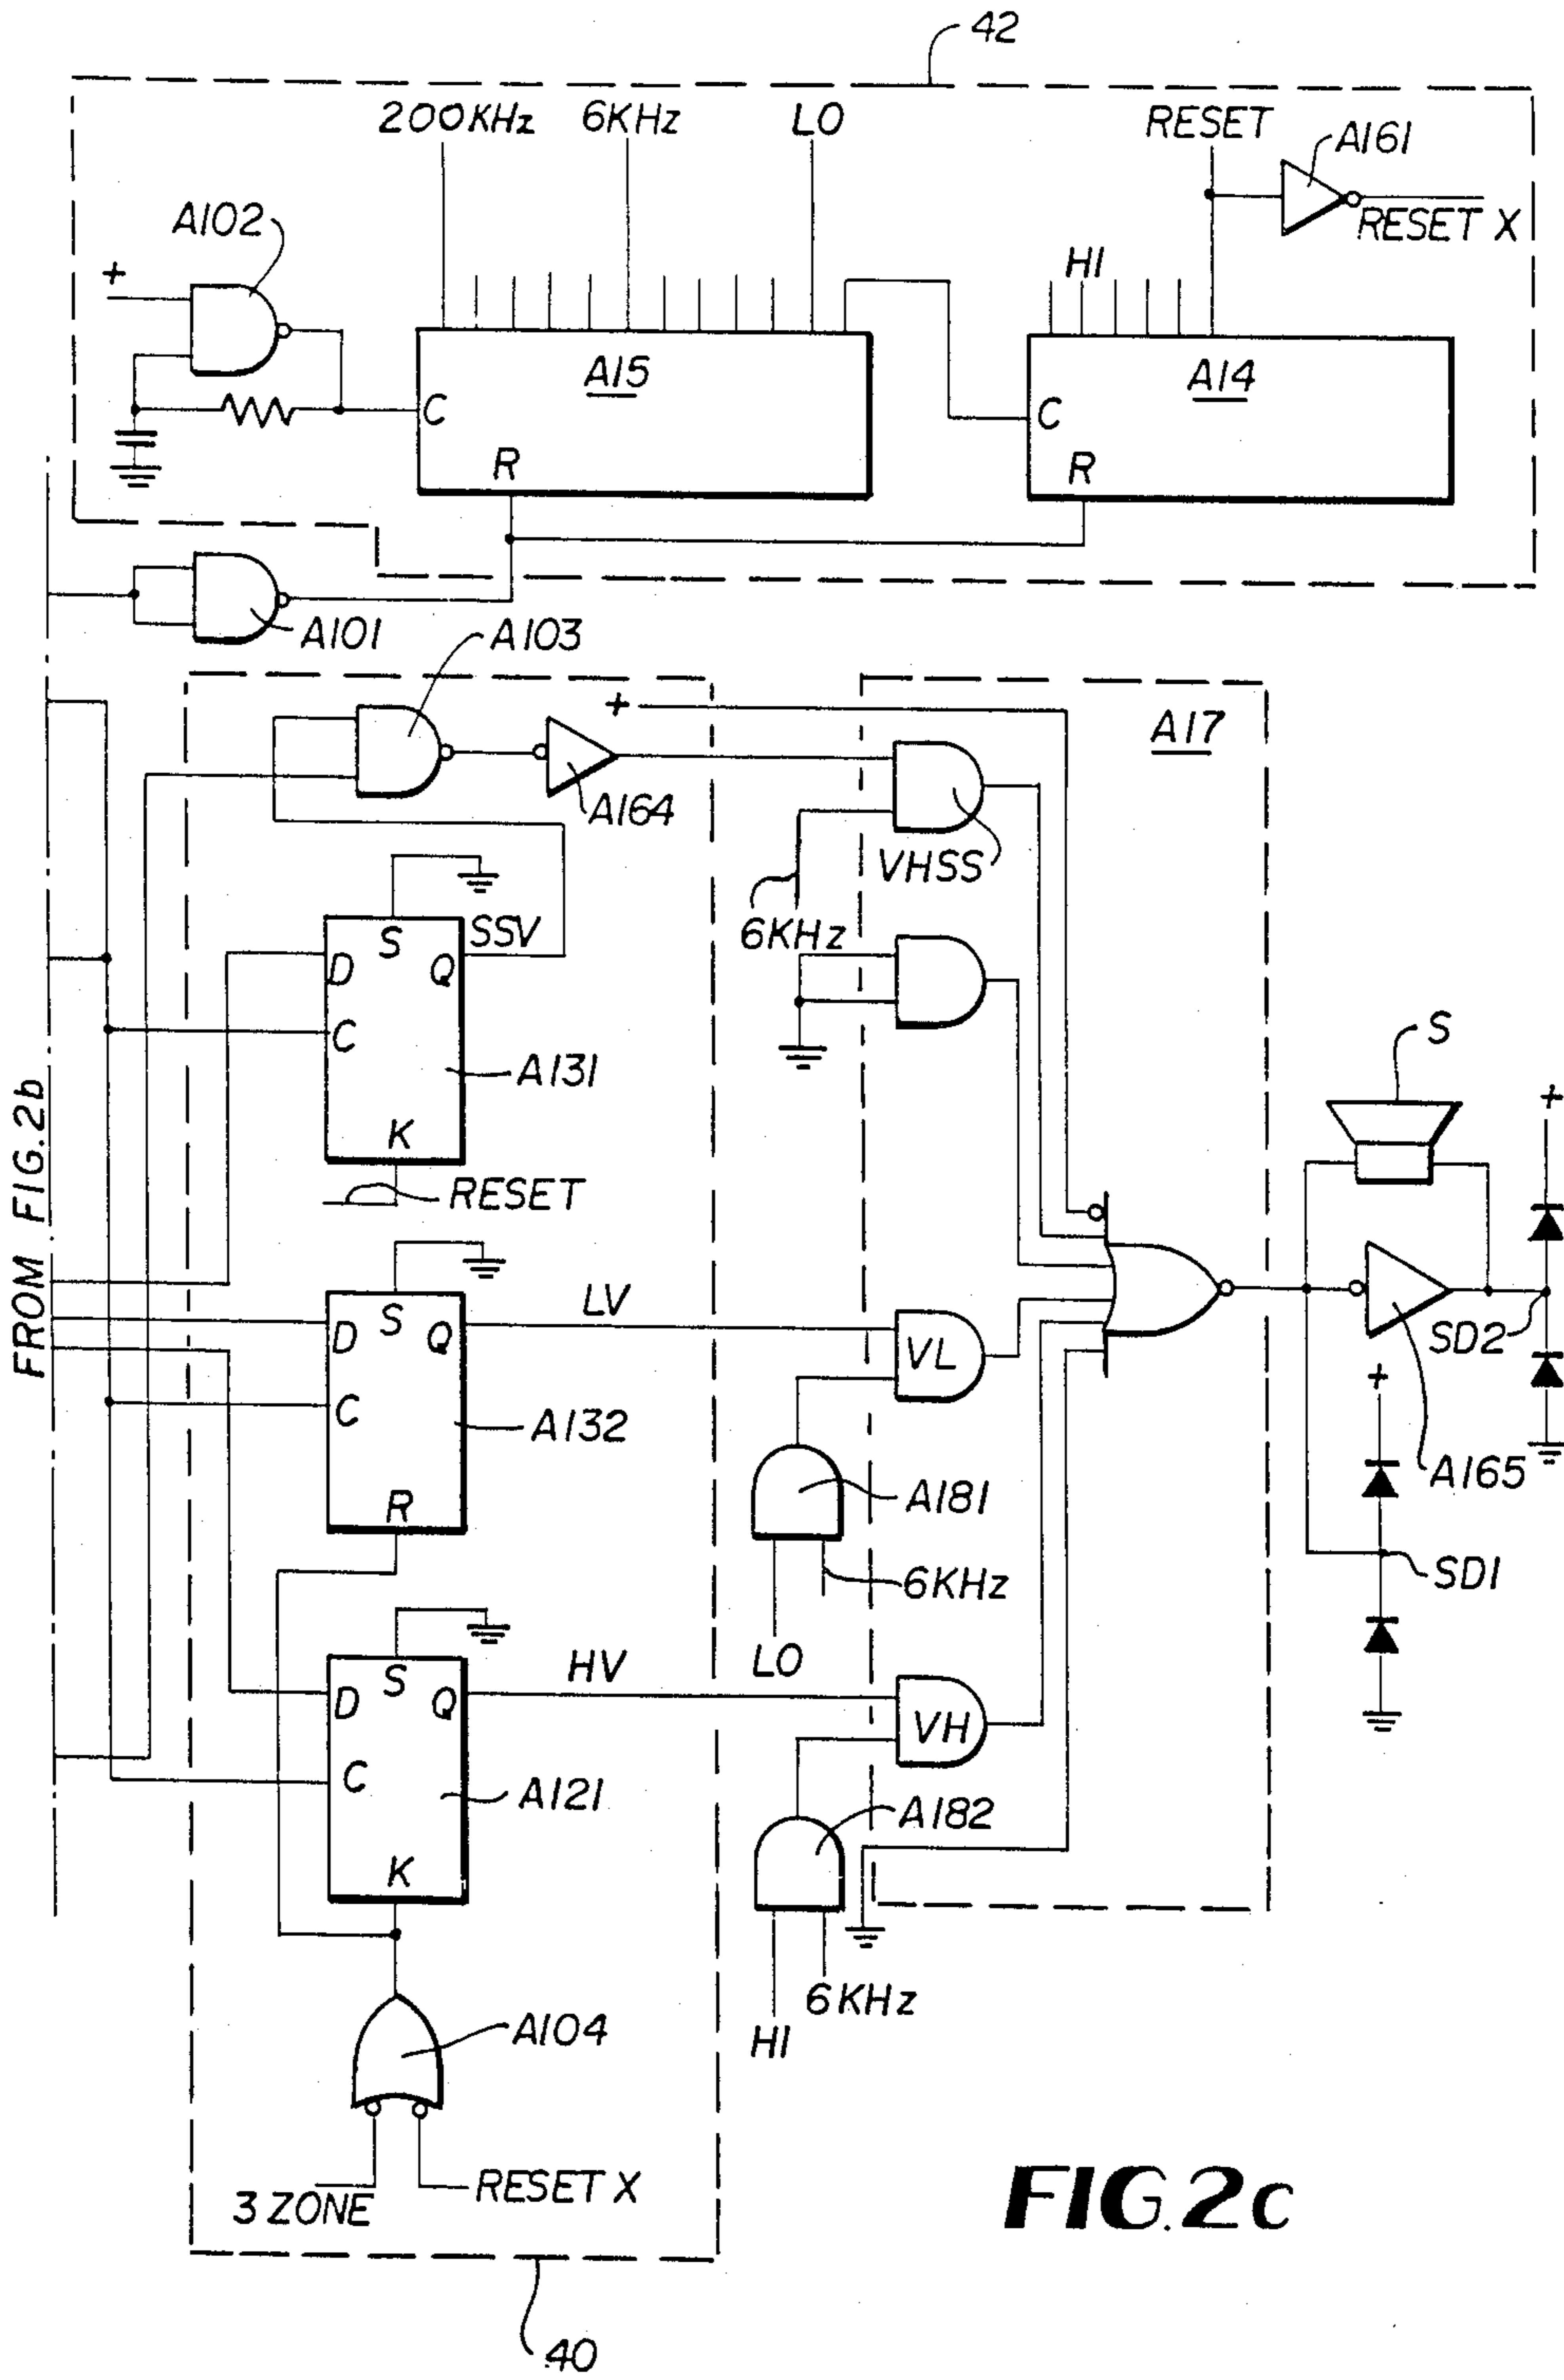 42
200KHz 6KHz LO RESET
A161
RESET X
A102
+
HI
A15
A14
C
C
R
R
A101
A103
+
A17
A164
VHSS
6KHz
SSV
S
D
Q
C
A131
K
RESET
S
FROM FIG.2b
+
LV
S
D
Q
VL
SD2
C
A132
+
A165
A181
R
6KHz
SD1
LO
HV
S
D
Q
VH
C
A121
A182
K
6KHz
HI
A104
RESET X
3 ZONE
FIG.2c
40